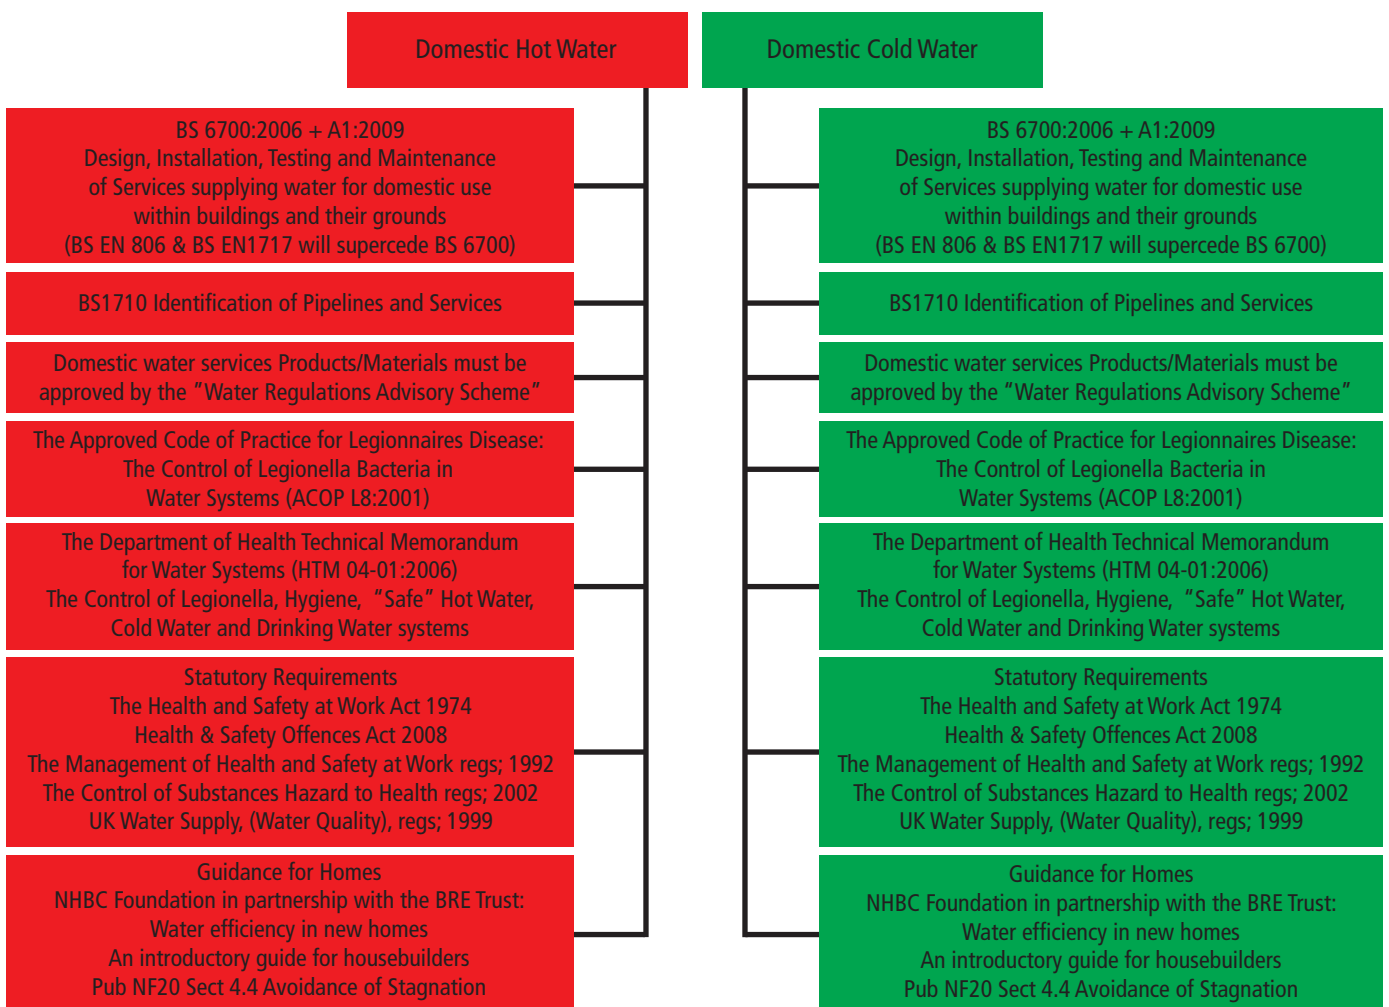 Domestic Hot Water
BS 6700:2006 + A1:2009
Design, Installation, Testing and Maintenance
of Services supplying water for domestic use
within buildings and their grounds
(BS EN 806 & BS EN1717 will supercede BS 6700)
BS1710 Identification of Pipelines and Services
Domestic water services Products/Materials must be
approved by the "Water Regulations Advisory Scheme"
The Approved Code of Practice for Legionnaires Disease:
The Control of Legionella Bacteria in
Water Systems (ACOP L8:2001)
The Department of Health Technical Memorandum
for Water Systems (HTM 04-01:2006)
The Control of Legionella, Hygiene, "Safe" Hot Water,
Cold Water and Drinking Water systems
Statutory Requirements
The Health and Safety at Work Act 1974
Health & Safety Offences Act 2008
The Management of Health and Safety at Work regs; 1992
The Control of Substances Hazard to Health regs; 2002
UK Water Supply, (Water Quality), regs; 1999
Guidance for Homes
NHBC Foundation in partnership with the BRE Trust:
Water efficiency in new homes
An introductory guide for housebuilders
Pub NF20 Sect 4.4 Avoidance of Stagnation
Domestic Cold Water
BS 6700:2006 + A1:2009
Design, Installation, Testing and Maintenance
of Services supplying water for domestic use
within buildings and their grounds
(BS EN 806 & BS EN1717 will supercede BS 6700)
BS1710 Identification of Pipelines and Services
Domestic water services Products/Materials must be
approved by the "Water Regulations Advisory Scheme"
The Approved Code of Practice for Legionnaires Disease:
The Control of Legionella Bacteria in
Water Systems (ACOP L8:2001)
The Department of Health Technical Memorandum
for Water Systems (HTM 04-01:2006)
The Control of Legionella, Hygiene, "Safe" Hot Water,
Cold Water and Drinking Water systems
Statutory Requirements
The Health and Safety at Work Act 1974
Health & Safety Offences Act 2008
The Management of Health and Safety at Work regs; 1992
The Control of Substances Hazard to Health regs; 2002
UK Water Supply, (Water Quality), regs; 1999
Guidance for Homes
NHBC Foundation in partnership with the BRE Trust:
Water efficiency in new homes
An introductory guide for housebuilders
Pub NF20 Sect 4.4 Avoidance of Stagnation